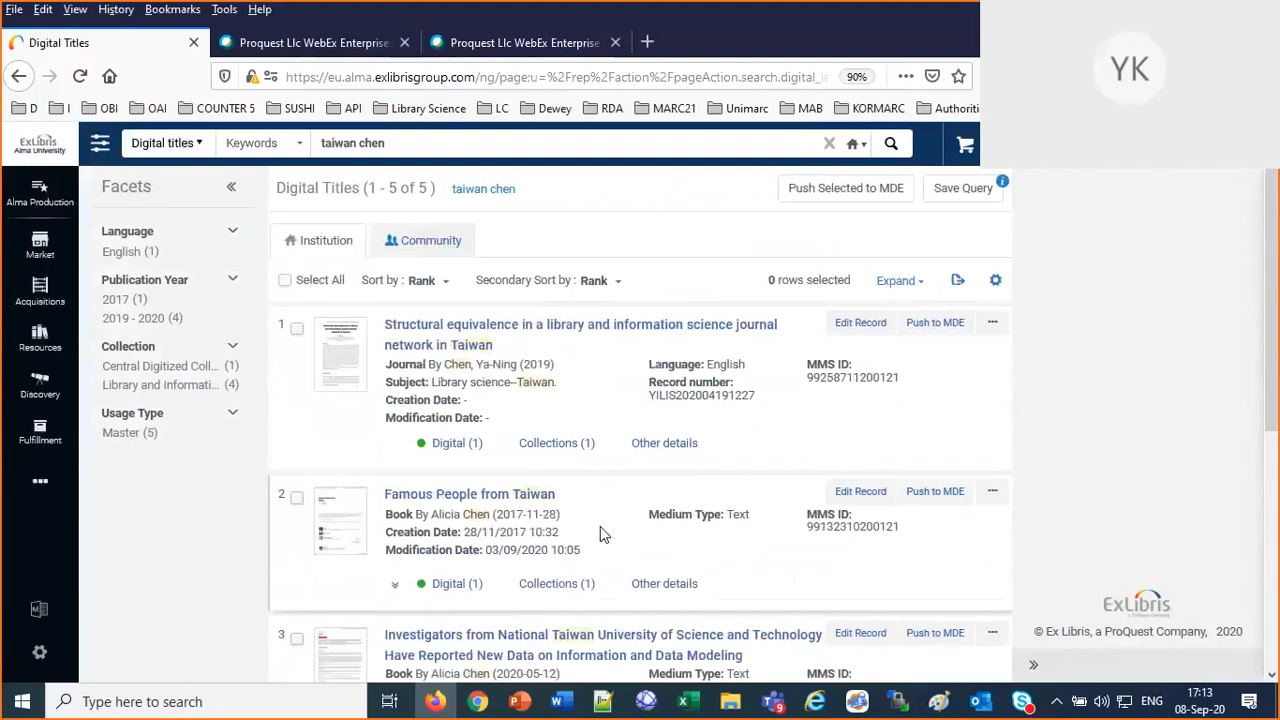 File Edit View History Bookmarks Tools Help
Digital Titles
Proquest Llc WebEx Enterprise
Proquest Llc WebEx Enterprise
https://eu.alma.exlibrisgroup.com/ng/page;u=%2Frep%2Faction%2FpageAction.search.digital_ie
90%
D I OBI OAI COUNTER 5 SUSHI API Library Science LC Dewey RDA MARC21 Unimarc MAB KORMARC Authoriti
YK
ExLibris
Alma University
Digital titles
Keywords
taiwan chen
Alma Production
Market
Acquisitions
Resources
Discovery
Fulfillment
Facets
Language
English (1)
Publication Year
2017 (1)
2019 - 2020 (4)
Collection
Central Digitized Coll... (1)
Library and Informati... (4)
Usage Type
Master (5)
Digital Titles (1 - 5 of 5 ) taiwan chen
Push Selected to MDE
Save Query
Institution
Community
Select All Sort by : Rank Secondary Sort by : Rank 0 rows selected Expand
1
Structural equivalence in a library and information science journal
network in Taiwan
Edit Record Push to MDE
Journal By Chen, Ya-Ning (2019)
Subject: Library science--Taiwan.
Creation Date: -
Modification Date: -
Language: English
Record number:
YILIS202004191227
MMS ID:
99258711200121
Digital (1) Collections (1) Other details
2
Famous People from Taiwan
Edit Record Push to MDE
Book By Alicia Chen (2017-11-28)
Creation Date: 28/11/2017 10:32
Modification Date: 03/09/2020 10:05
Medium Type: Text
MMS ID:
99132310200121
Digital (1) Collections (1) Other details
3
Investigators from National Taiwan University of Science and Technology
Have Reported New Data on Information and Data Modeling
Edit Record Push to MDE
Book By Alicia Chen (2020-05-12)
Medium Type: Text
MMS ID:
ExLibris
© Ex Libris, a ProQuest Company, 2020
Type here to search
ENG
17:13
08-Sep-20